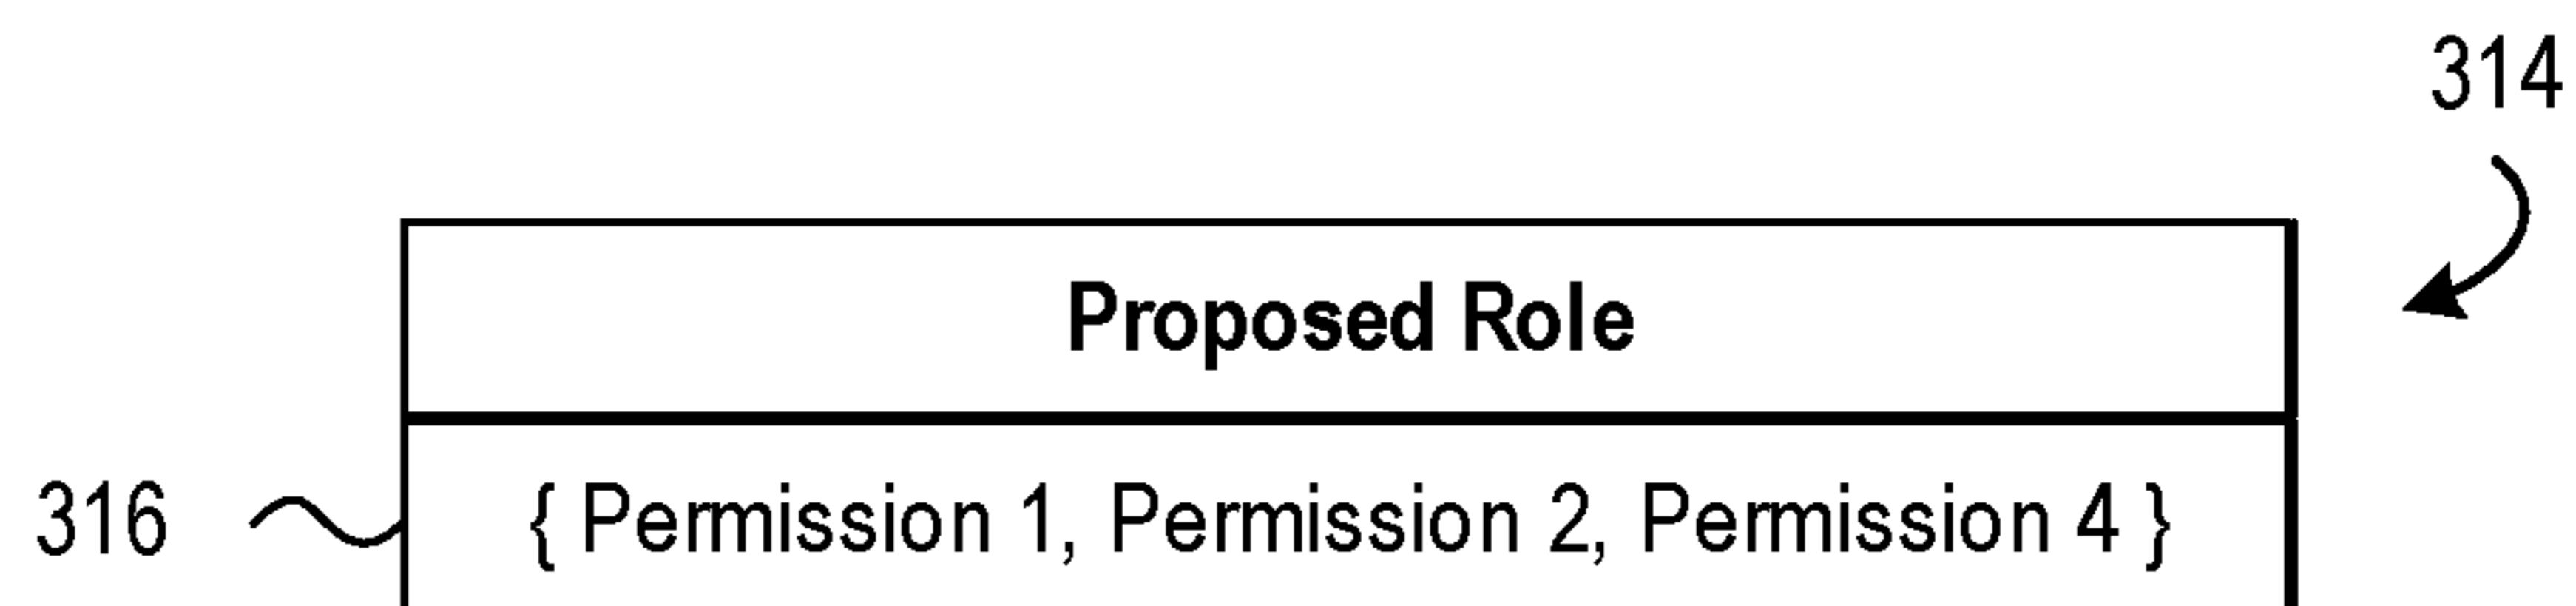 314
Proposed Role
316 { Permission 1, Permission 2, Permission 4 }